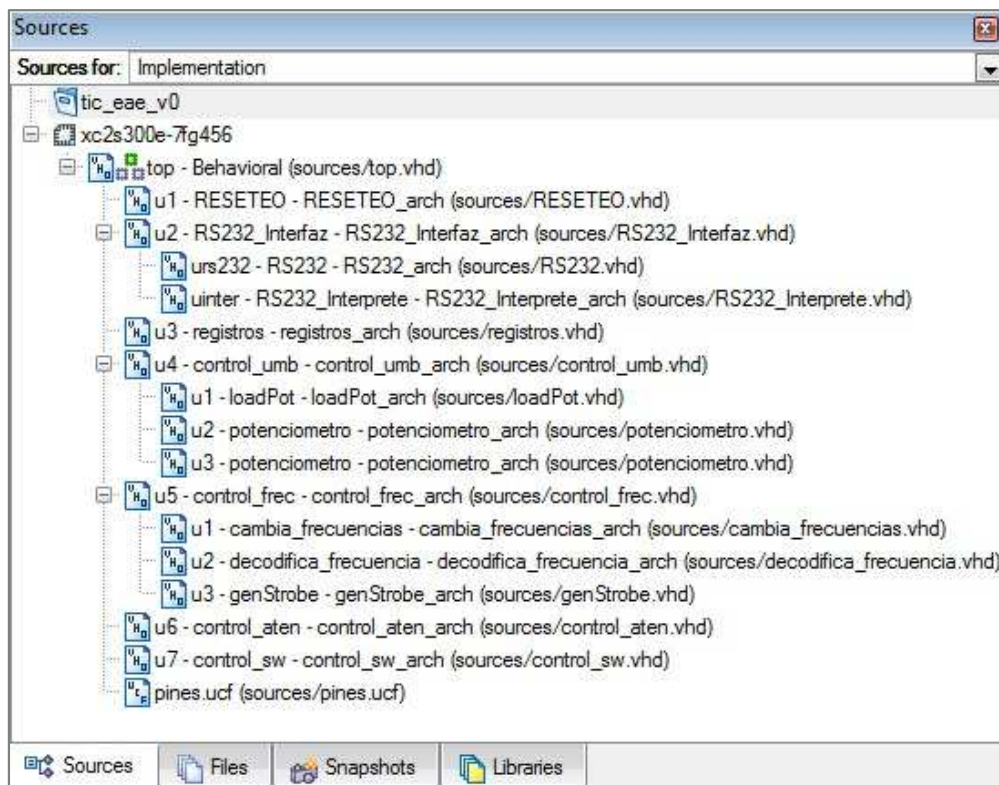 Sources
Sources for: Implementation
tic_eae_v0
xc2s300e-7fg456
top - Behavioral (sources/top.vhd)
u1 - RESETEO - RESETEO_arch (sources/RESETEO.vhd)
u2 - RS232_Interfaz - RS232_Interfaz_arch (sources/RS232_Interfaz.vhd)
urs232 - RS232 - RS232_arch (sources/RS232.vhd)
uinter - RS232_Interprete - RS232_Interprete_arch (sources/RS232_Interprete.vhd)
u3 - registros - registros_arch (sources/registros.vhd)
u4 - control_umb - control_umb_arch (sources/control_umb.vhd)
u1 - loadPot - loadPot_arch (sources/loadPot.vhd)
u2 - potenciometro - potenciometro_arch (sources/potenciometro.vhd)
u3 - potenciometro - potenciometro_arch (sources/potenciometro.vhd)
u5 - control_frec - control_frec_arch (sources/control_frec.vhd)
u1 - cambia_frecuencias - cambia_frecuencias_arch (sources/cambia_frecuencias.vhd)
u2 - decodifica_frecuencia - decodifica_frecuencia_arch (sources/decodifica_frecuencia.vhd)
u3 - genStrobe - genStrobe_arch (sources/genStrobe.vhd)
u6 - control_aten - control_aten_arch (sources/control_aten.vhd)
u7 - control_sw - control_sw_arch (sources/control_sw.vhd)
pines.ucf (sources/pines.ucf)
Sources Files Snapshots Libraries